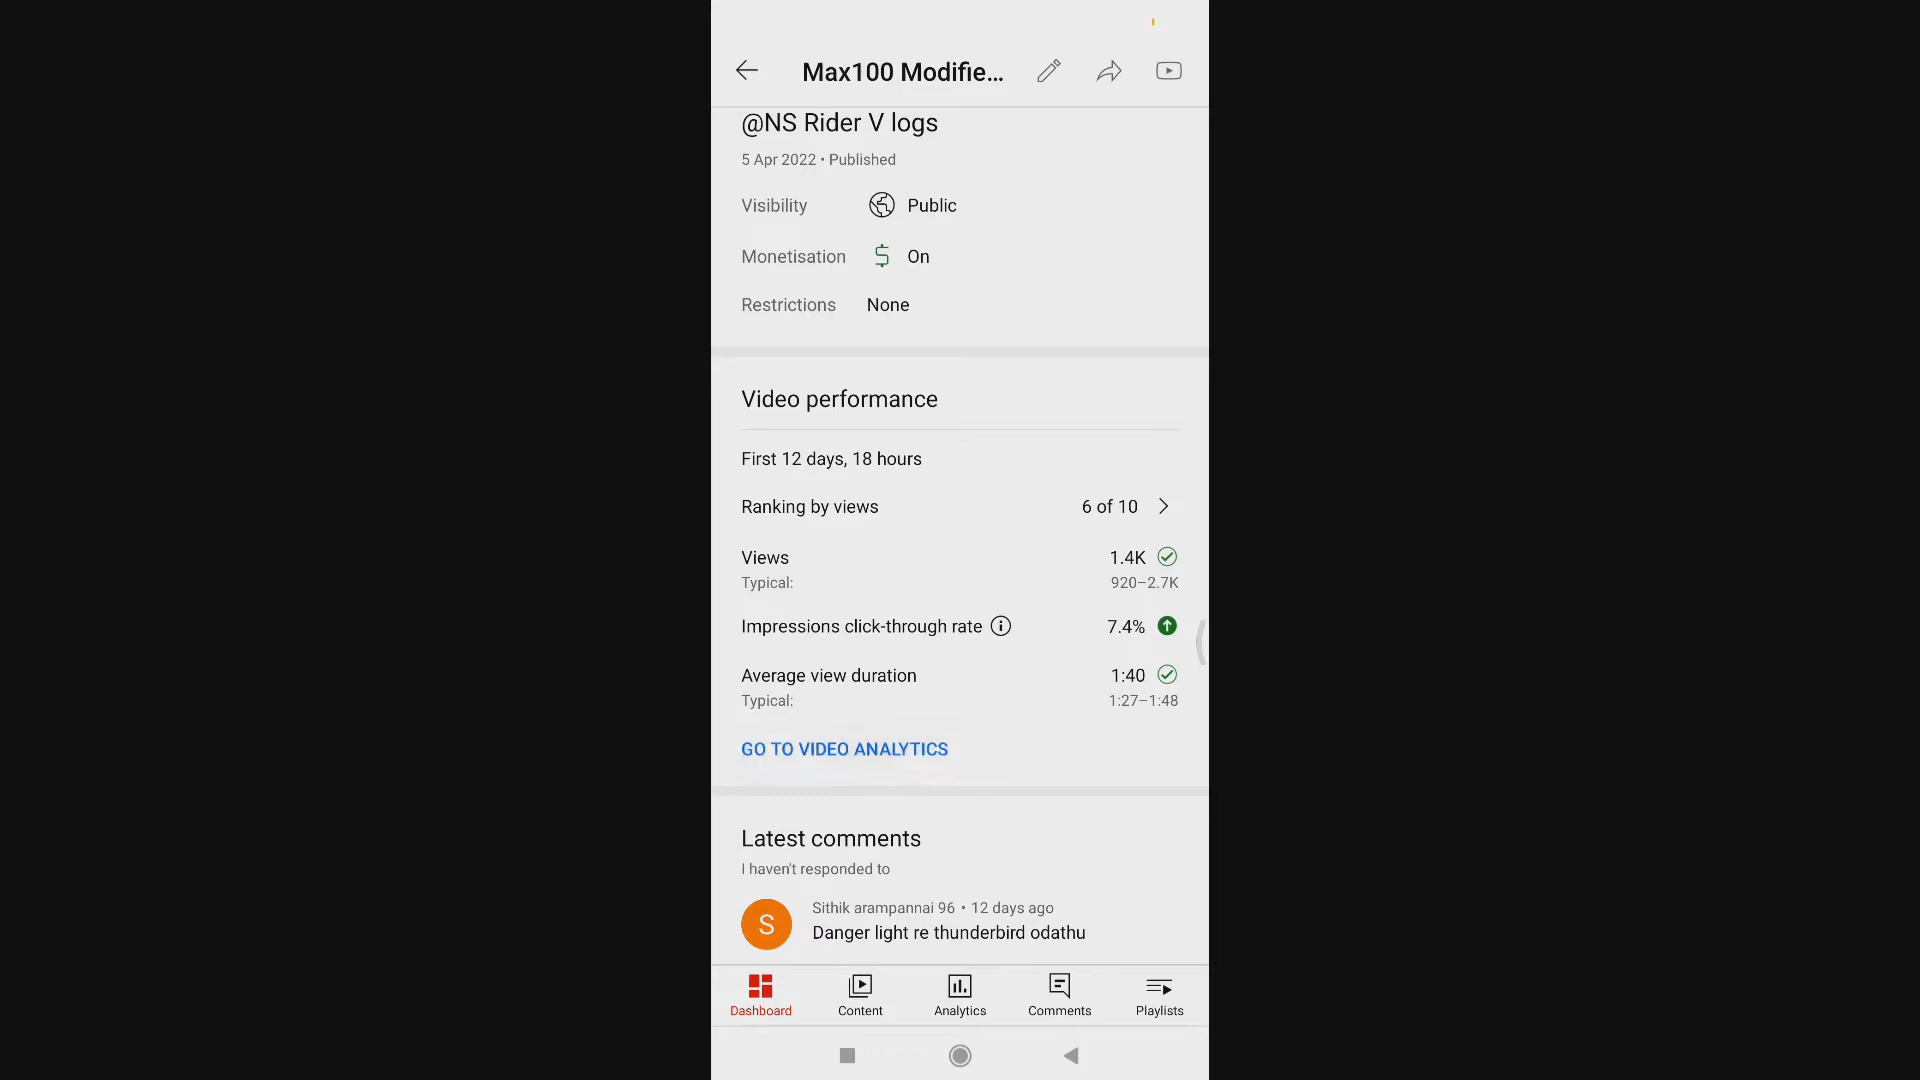 Max100 Modifie...
@NS Rider V logs
5 Apr 2022 • Published
Visibility Public
Monetisation On
Restrictions None
Video performance
First 12 days, 18 hours
Ranking by views 6 of 10
Views 1.4K
Typical: 920–2.7K
Impressions click-through rate 7.4%
Average view duration 1:40
Typical: 1:27–1:48
GO TO VIDEO ANALYTICS
Latest comments
I haven't responded to
S
Sithik arampannai 96 • 12 days ago
Danger light re thunderbird odathu
Dashboard Content Analytics Comments Playlists